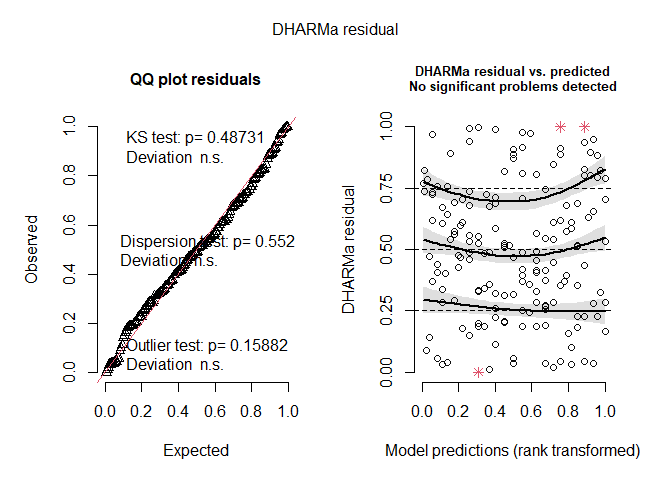 DHARMa residual
QQ plot residuals
KS test: p= 0.48731
Deviation n.s.
Dispersion test: p= 0.552
Deviation n.s.
Outlier test: p= 0.15882
Deviation n.s.
Observed
0.0 0.2 0.4 0.6 0.8 1.0
0.0 0.2 0.4 0.6 0.8 1.0
Expected
DHARMa residual vs. predicted
No significant problems detected
DHARMa residual
0.00 0.25 0.50 0.75 1.00
0.0 0.2 0.4 0.6 0.8 1.0
Model predictions (rank transformed)